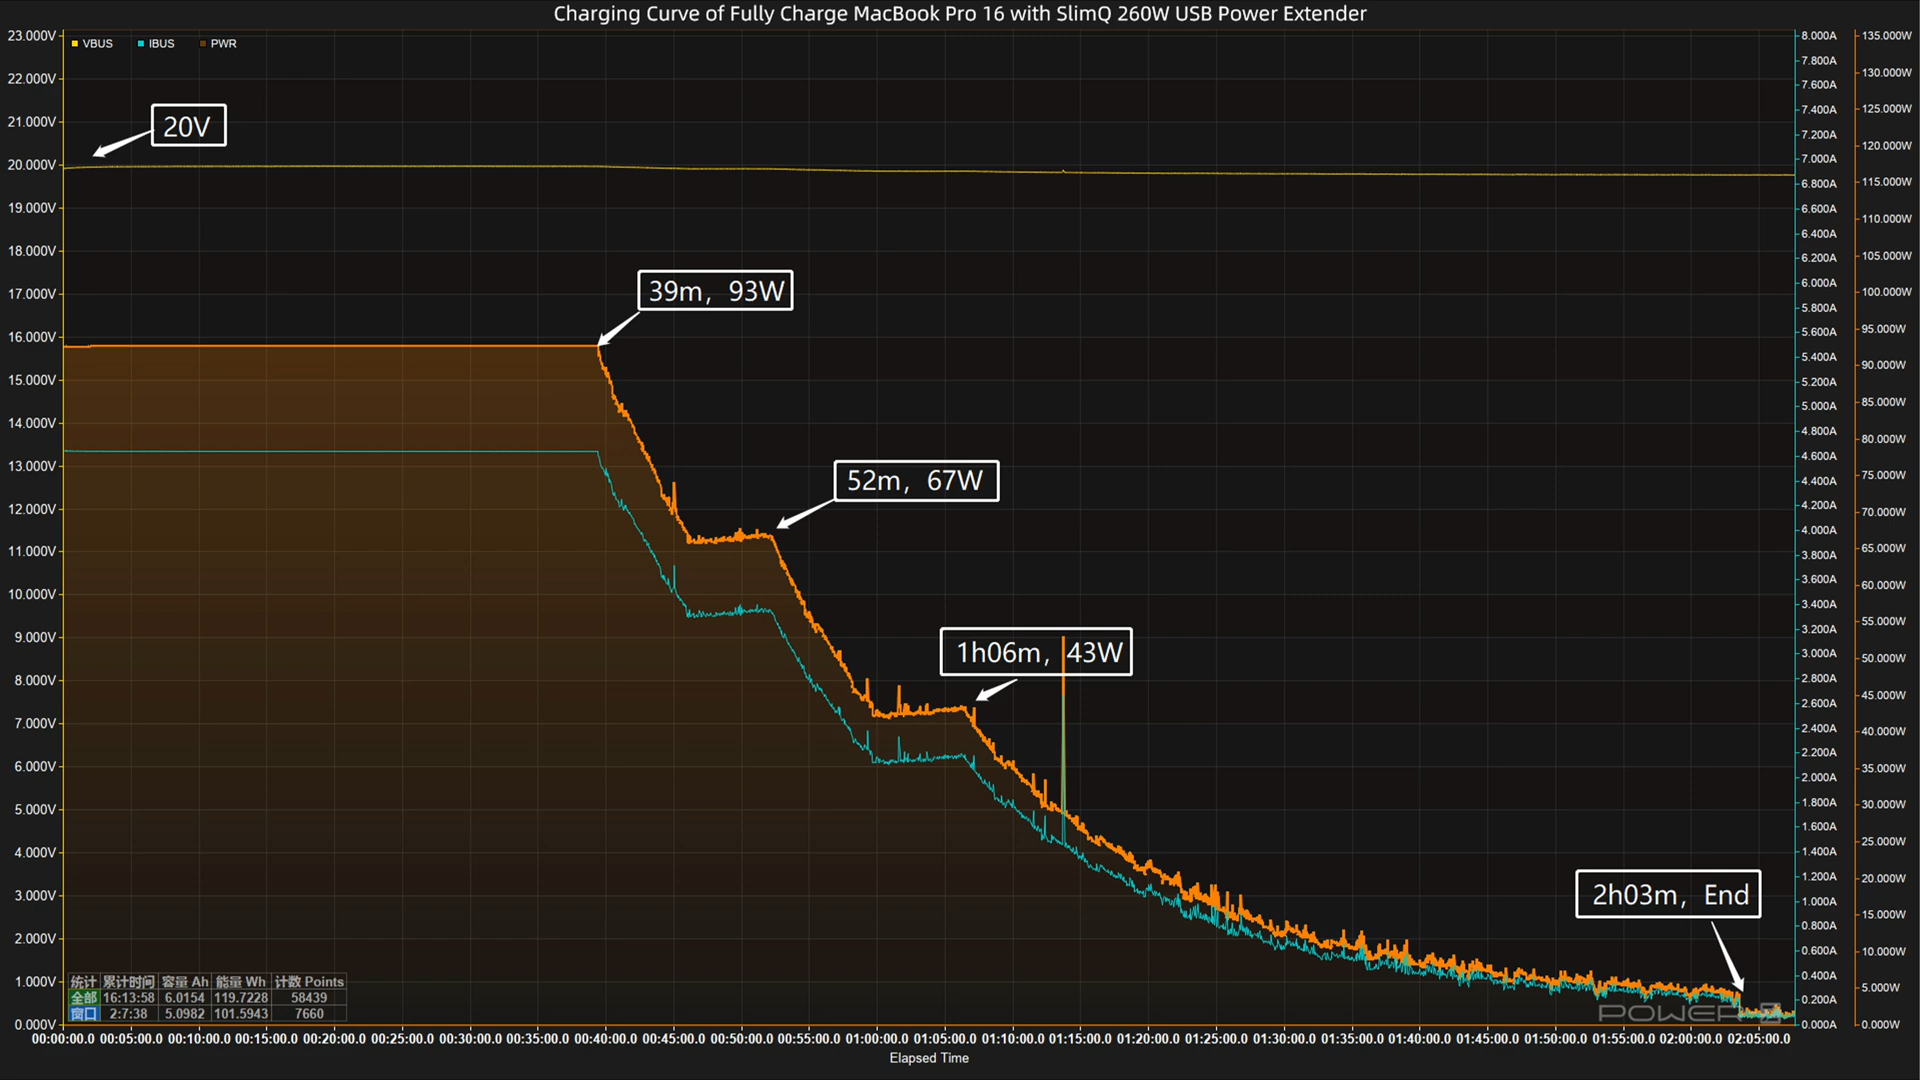 Charging Curve of Fully Charge MacBook Pro 16 with SlimQ 260W USB Power Extender
VBUS IBUS PWR
23.000V
22.000V
21.000V
20.000V
19.000V
18.000V
17.000V
16.000V
15.000V
14.000V
13.000V
12.000V
11.000V
10.000V
9.000V
8.000V
7.000V
6.000V
5.000V
4.000V
3.000V
2.000V
1.000V
0.000V
20V
39m，93W
52m，67W
1h06m，43W
2h03m，End
8.000A
7.800A
7.600A
7.400A
7.200A
7.000A
6.800A
6.600A
6.400A
6.200A
6.000A
5.800A
5.600A
5.400A
5.200A
5.000A
4.800A
4.600A
4.400A
4.200A
4.000A
3.800A
3.600A
3.400A
3.200A
3.000A
2.800A
2.600A
2.400A
2.200A
2.000A
1.800A
1.600A
1.400A
1.200A
1.000A
0.800A
0.600A
0.400A
0.200A
0.000A
135.000W
130.000W
125.000W
120.000W
115.000W
110.000W
105.000W
100.000W
95.000W
90.000W
85.000W
80.000W
75.000W
70.000W
65.000W
60.000W
55.000W
50.000W
45.000W
40.000W
35.000W
30.000W
25.000W
20.000W
15.000W
10.000W
5.000W
0.000W
统计 累计时间 容量 Ah 能量 Wh 计数 Points
全部 16:13:58 6.0154 119.7228 58439
窗口 2:7:38 5.0982 101.5943 7660
00:00:00.0 00:05:00.0 00:10:00.0 00:15:00.0 00:20:00.0 00:25:00.0 00:30:00.0 00:35:00.0 00:40:00.0 00:45:00.0 00:50:00.0 00:55:00.0 01:00:00.0 01:05:00.0 01:10:00.0 01:15:00.0 01:20:00.0 01:25:00.0 01:30:00.0 01:35:00.0 01:40:00.0 01:45:00.0 01:50:00.0 01:55:00.0 02:00:00.0 02:05:00.0
Elapsed Time